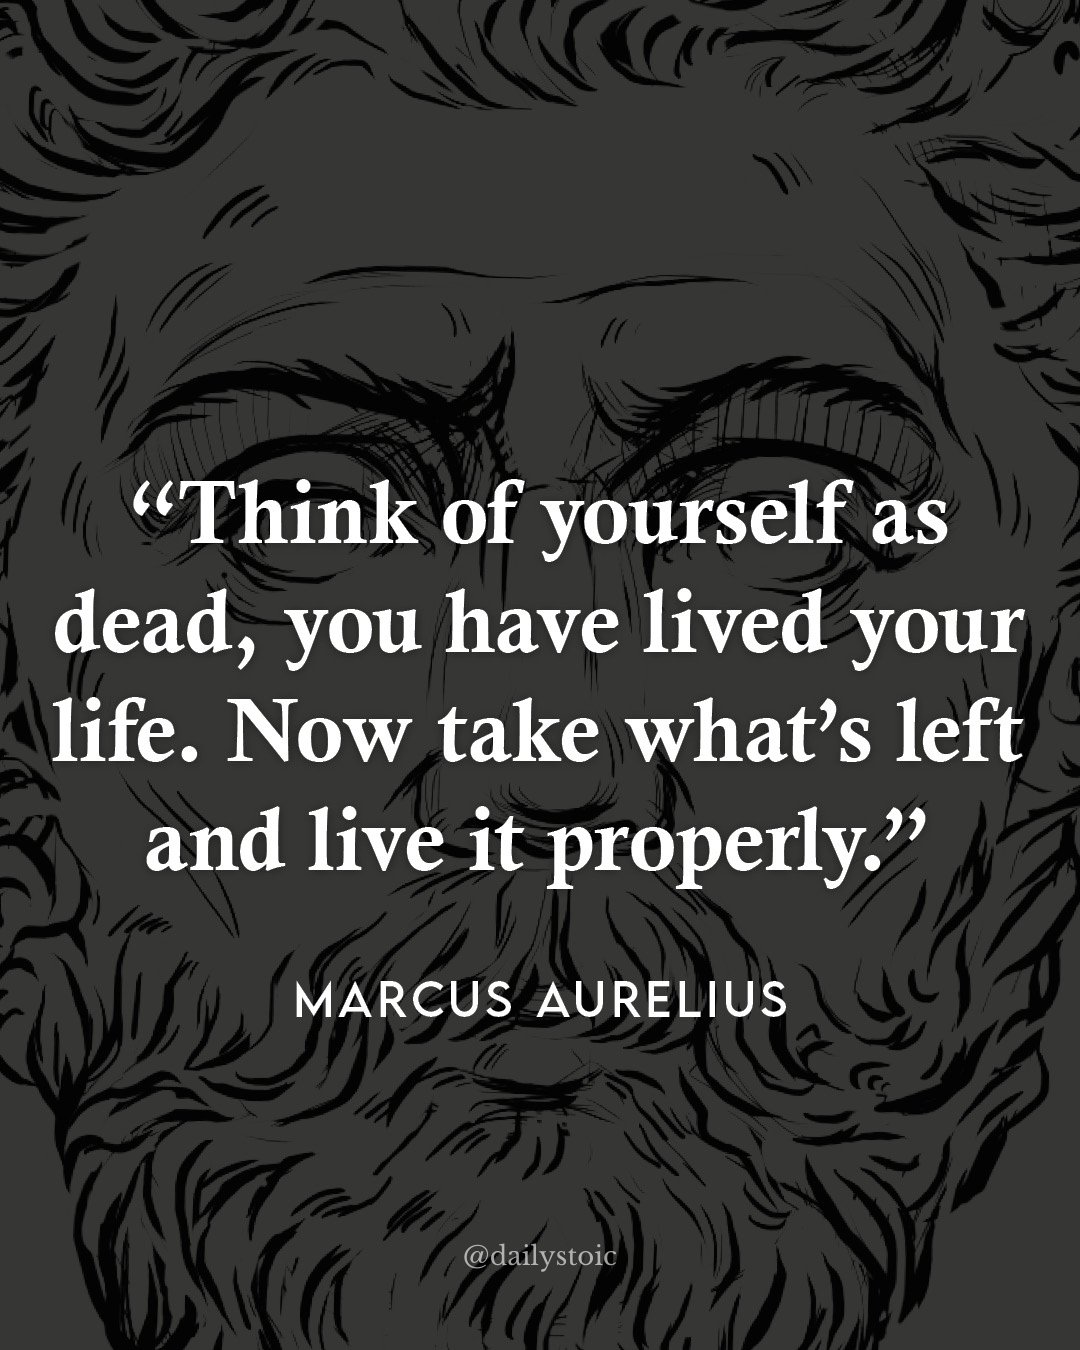 “Think of yourself as
dead, you have lived your
life. Now take what’s left
and live it properly.”
MARCUS AURELIUS
@dailystoic